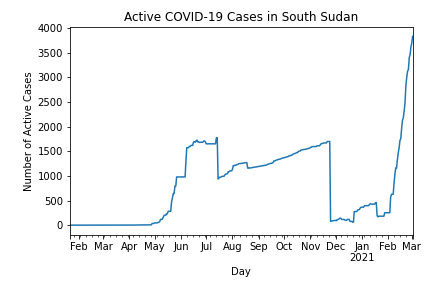 Active COVID-19 Cases in South Sudan
4000
3500
3000
2500
2000
1500
1000
500
0
Number of Active Cases
Feb Mar Apr May Jun Jul Aug Sep Oct Nov Dec Jan Feb Mar
2021
Day